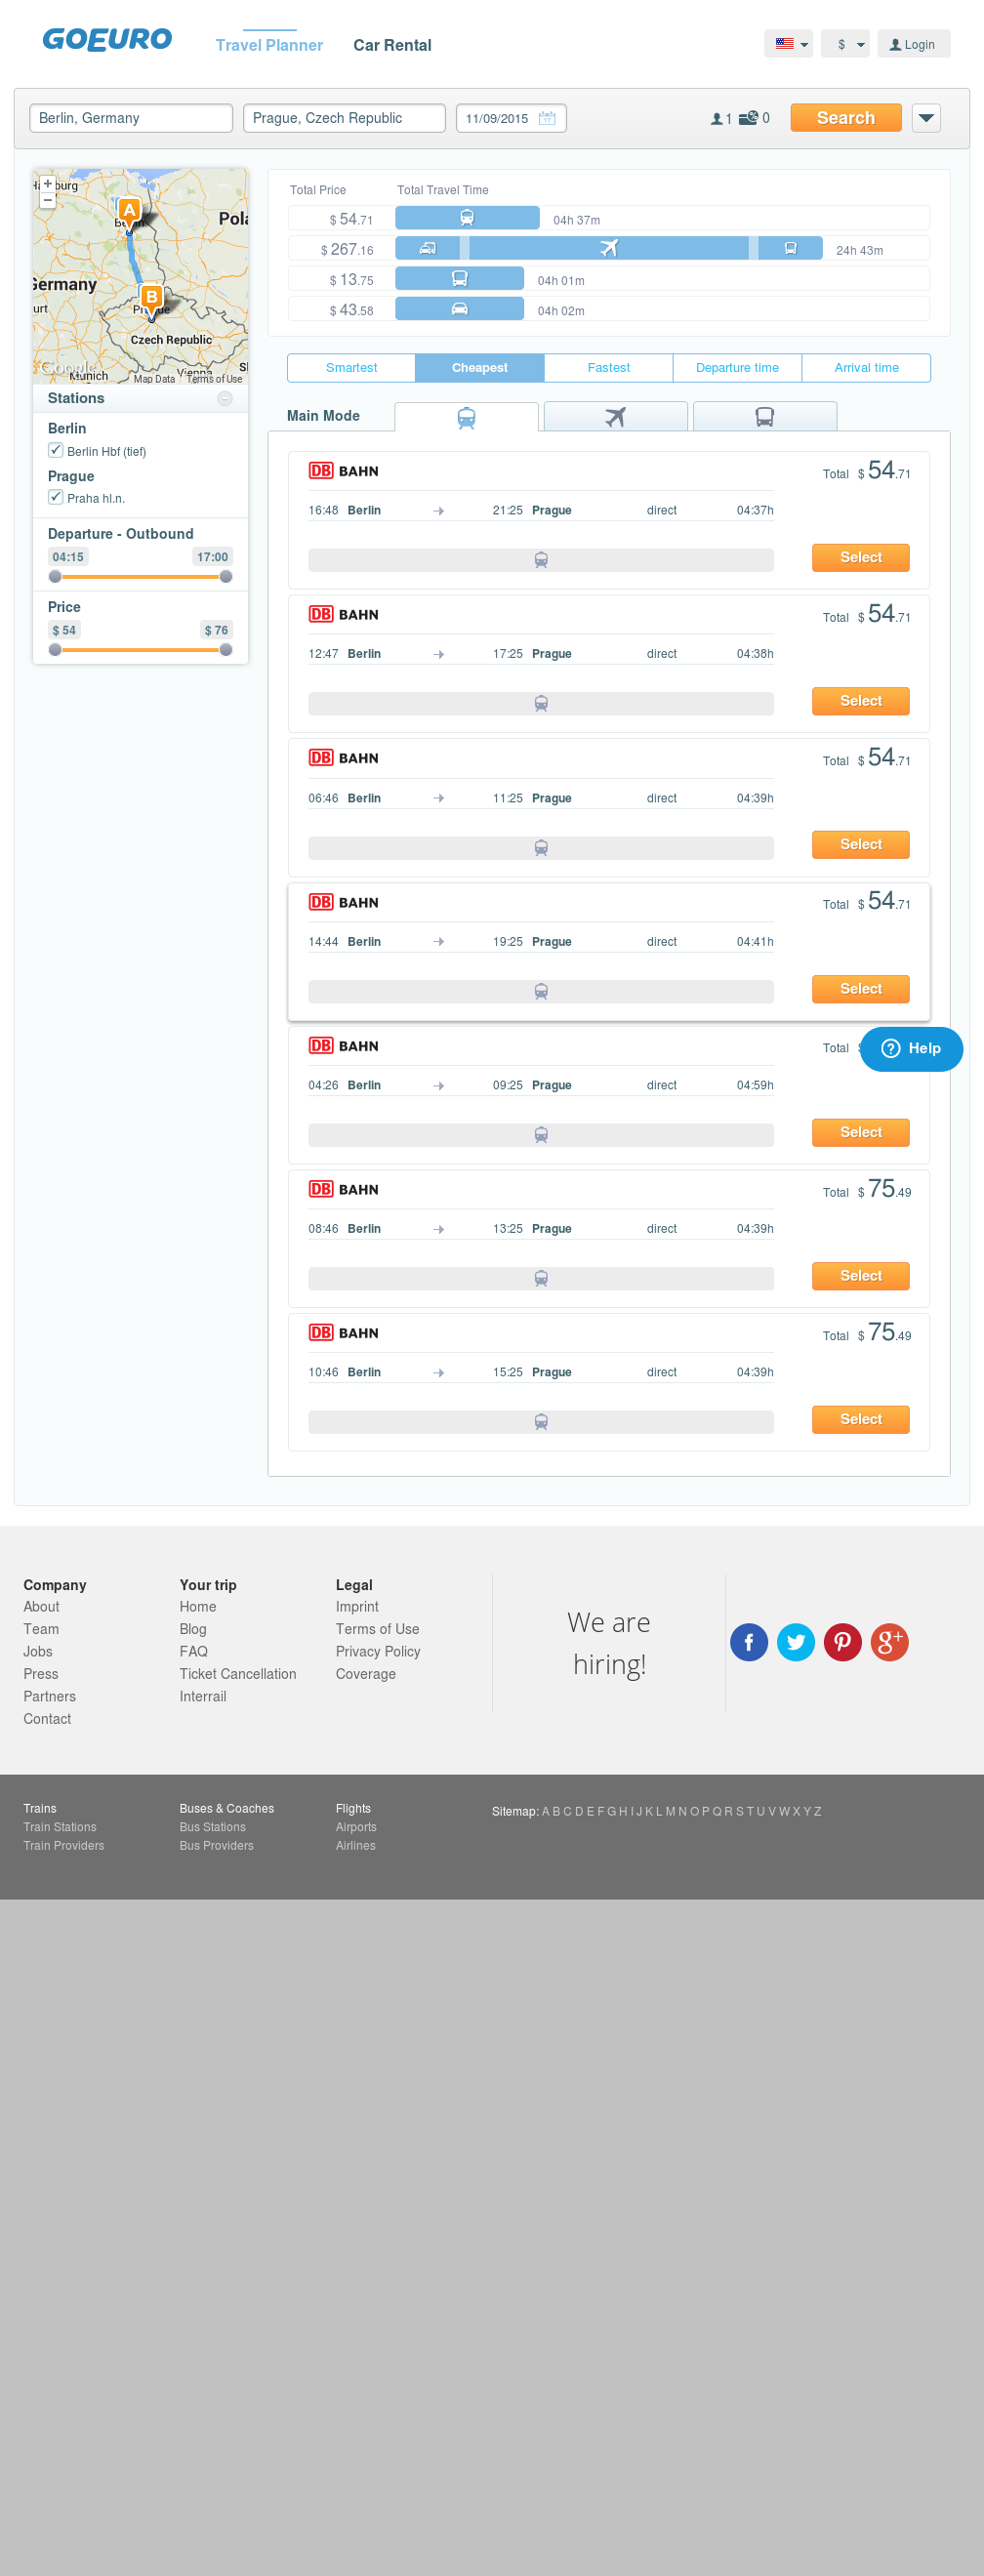 GOEURO Travel Planner Car Rental $ Login
Berlin, Germany Prague, Czech Republic 11/09/2015 17 1 0 Search
+
−
A
B
Berlin
Germany
Prague
Czech Republic
Munich
Vienna
Google
Map Data Terms of Use
Stations
Berlin
Berlin Hbf (tief)
Prague
Praha hl.n.
Departure - Outbound
04:15 17:00
Price
$ 54 $ 76
Total Price Total Travel Time
$ 54.71 04h 37m
$ 267.16 24h 43m
$ 13.75 04h 01m
$ 43.58 04h 02m
Smartest Cheapest Fastest Departure time Arrival time
Main Mode
DB BAHN Total $ 54.71
16:48 Berlin 21:25 Prague direct 04:37h
Select
DB BAHN Total $ 54.71
12:47 Berlin 17:25 Prague direct 04:38h
Select
DB BAHN Total $ 54.71
06:46 Berlin 11:25 Prague direct 04:39h
Select
DB BAHN Total $ 54.71
14:44 Berlin 19:25 Prague direct 04:41h
Select
DB BAHN Total
? Help
04:26 Berlin 09:25 Prague direct 04:59h
Select
DB BAHN Total $ 75.49
08:46 Berlin 13:25 Prague direct 04:39h
Select
DB BAHN Total $ 75.49
10:46 Berlin 15:25 Prague direct 04:39h
Select
Company
About
Team
Jobs
Press
Partners
Contact
Your trip
Home
Blog
FAQ
Ticket Cancellation
Interrail
Legal
Imprint
Terms of Use
Privacy Policy
Coverage
We are
hiring!
f g+
Trains
Train Stations
Train Providers
Buses & Coaches
Bus Stations
Bus Providers
Flights
Airports
Airlines
Sitemap: A B C D E F G H I J K L M N O P Q R S T U V W X Y Z